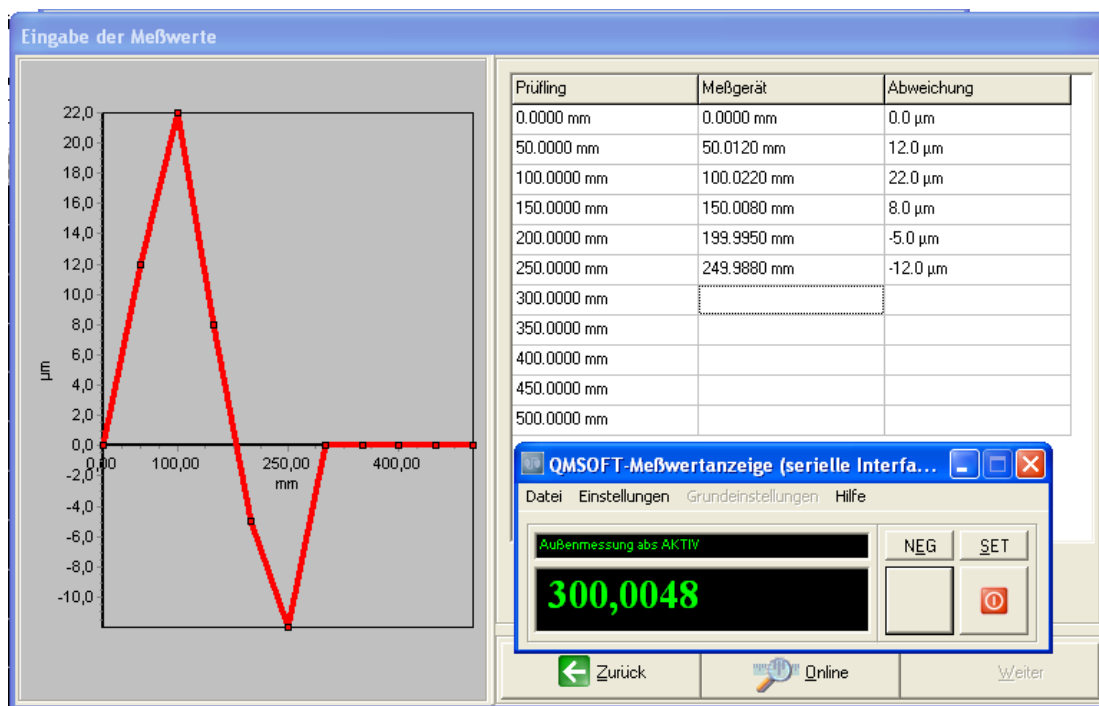 Eingabe der Meßwerte
22,0
20,0
18,0
16,0
14,0
12,0
10,0
8,0
6,0
4,0
2,0
0,0
-2,0
-4,0
-6,0
-8,0
-10,0
µm
0,00 100,00 250,00 400,00
mm
Prüfling Meßgerät Abweichung
0.0000 mm 0.0000 mm 0.0 µm
50.0000 mm 50.0120 mm 12.0 µm
100.0000 mm 100.0220 mm 22.0 µm
150.0000 mm 150.0080 mm 8.0 µm
200.0000 mm 199.9950 mm -5.0 µm
250.0000 mm 249.9880 mm -12.0 µm
300.0000 mm
350.0000 mm
400.0000 mm
450.0000 mm
500.0000 mm
QMSOFT-Meßwertanzeige (serielle Interfa...
Datei Einstellungen Grundeinstellungen Hilfe
Außenmessung abs AKTIV
NEG SET
300,0048
Zurück Online Weiter